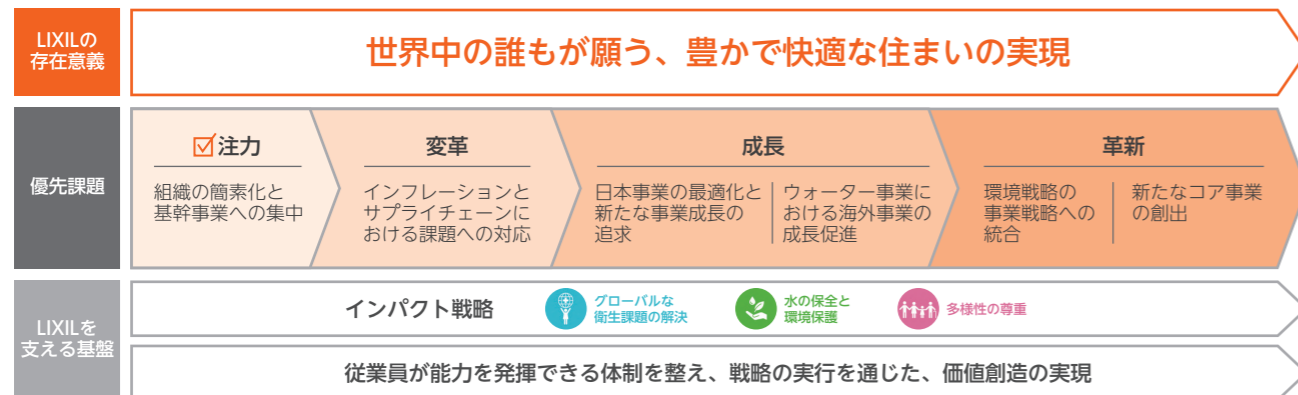 LIXILの
存在意義
世界中の誰もが願う、豊かで快適な住まいの実現
優先課題
注力
組織の簡素化と
基幹事業への集中
変革
インフレーションと
サプライチェーンに
おける課題への対応
成長
日本事業の最適化と
新たな事業成長の
追求
ウォーター事業に
おける海外事業の
成長促進
革新
環境戦略の
事業戦略への
統合
新たなコア事業
の創出
LIXILを
支える基盤
インパクト戦略
グローバルな
衛生課題の解決
水の保全と
環境保護
多様性の尊重
従業員が能力を発揮できる体制を整え、戦略の実行を通じた、価値創造の実現